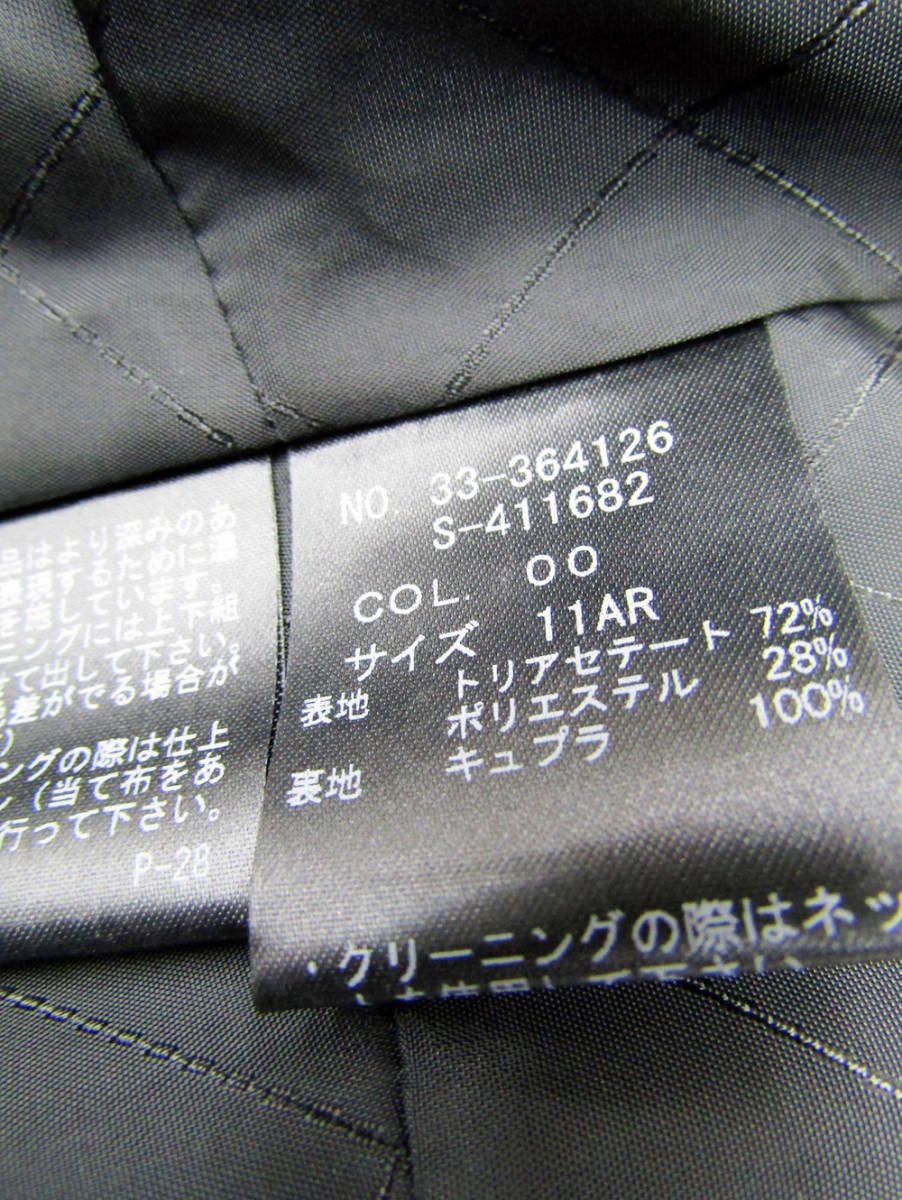 品はより深みのあ
表現するために濃
を施しています。
ニングには上下組
せて出して下さい。
差がでる場合が
)
ングの際は仕上
ン(当て布をあ
行って下さい。
P-28
NO. 33-364126
S-411682
COL. 00
サイズ 11AR
表地 トリアセテート 72%
ポリエステル 28%
裏地 キュプラ 100%
・クリーニングの際はネッ